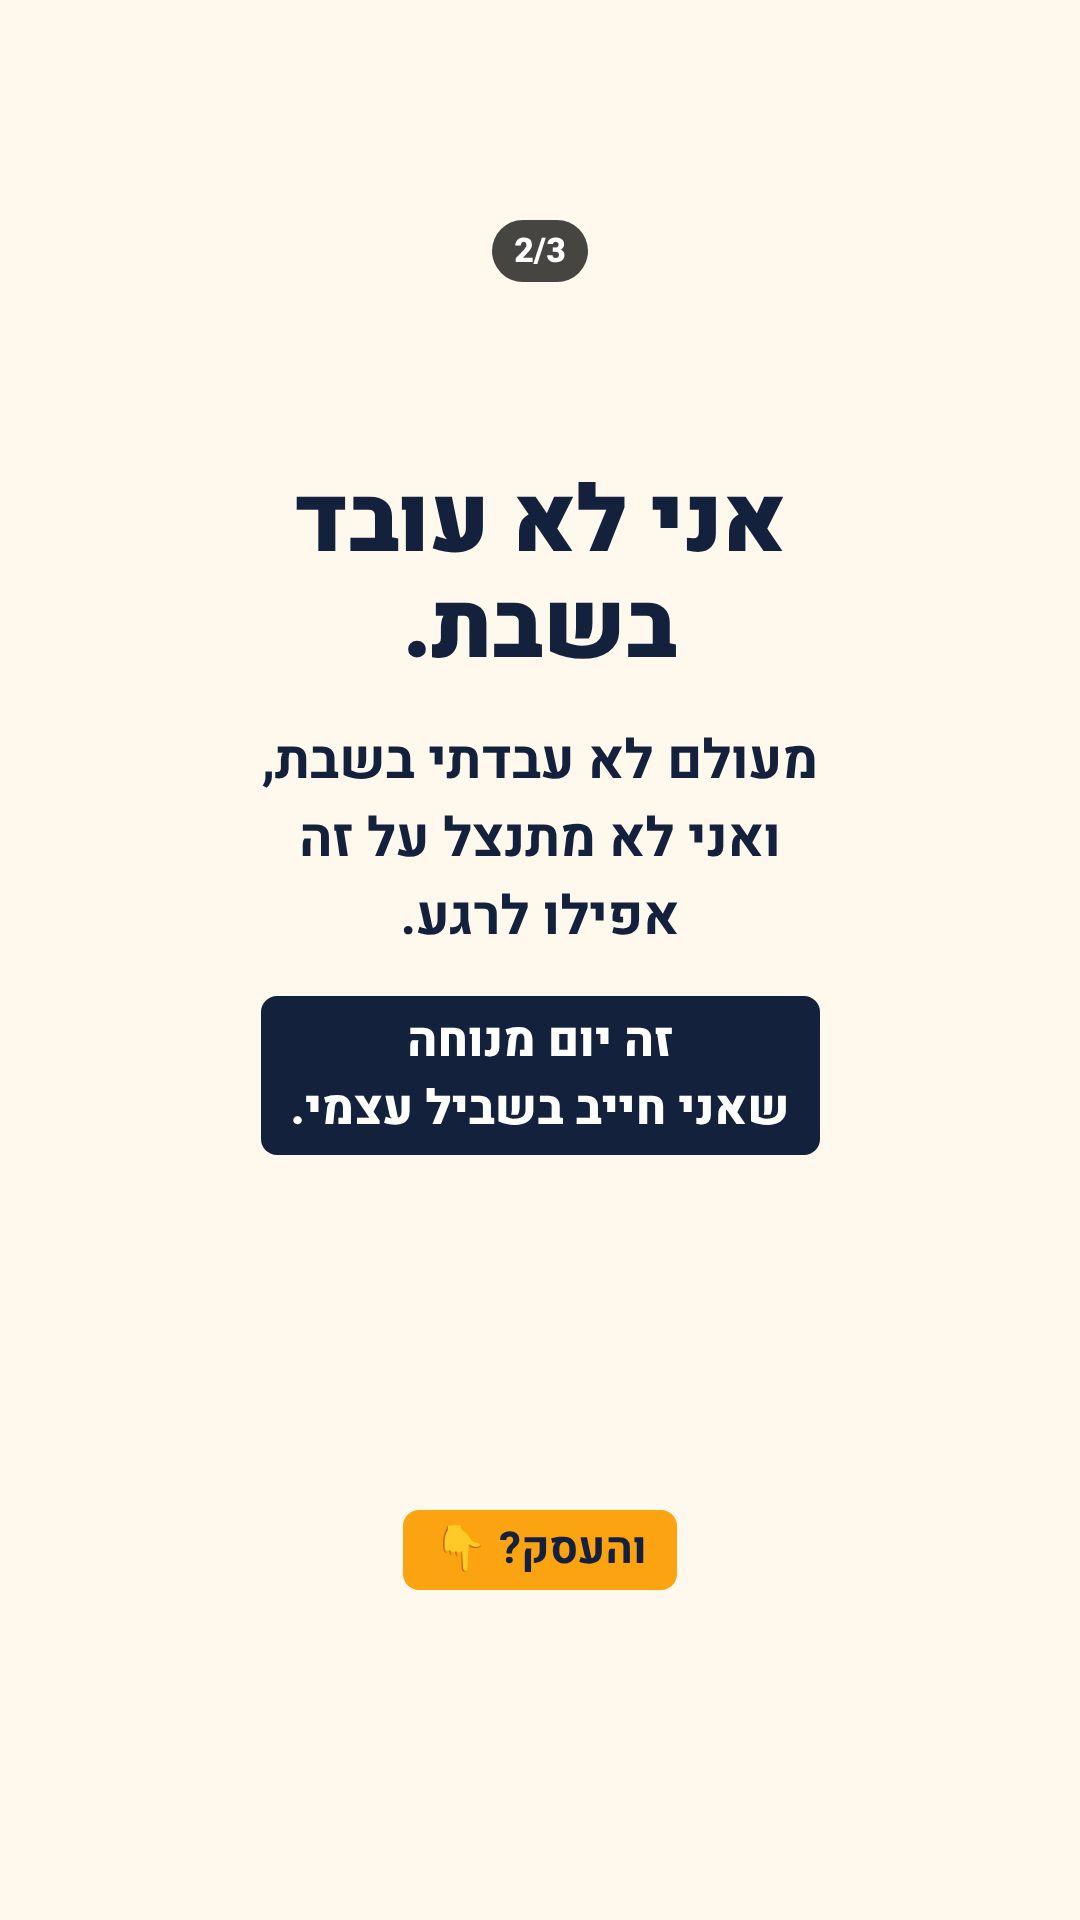 2/3
אני לא עובד
בשבת.
מעולם לא עבדתי בשבת,
ואני לא מתנצל על זה
אפילו לרגע.
זה יום מנוחה
שאני חייב בשביל עצמי.
והעסק? 👇